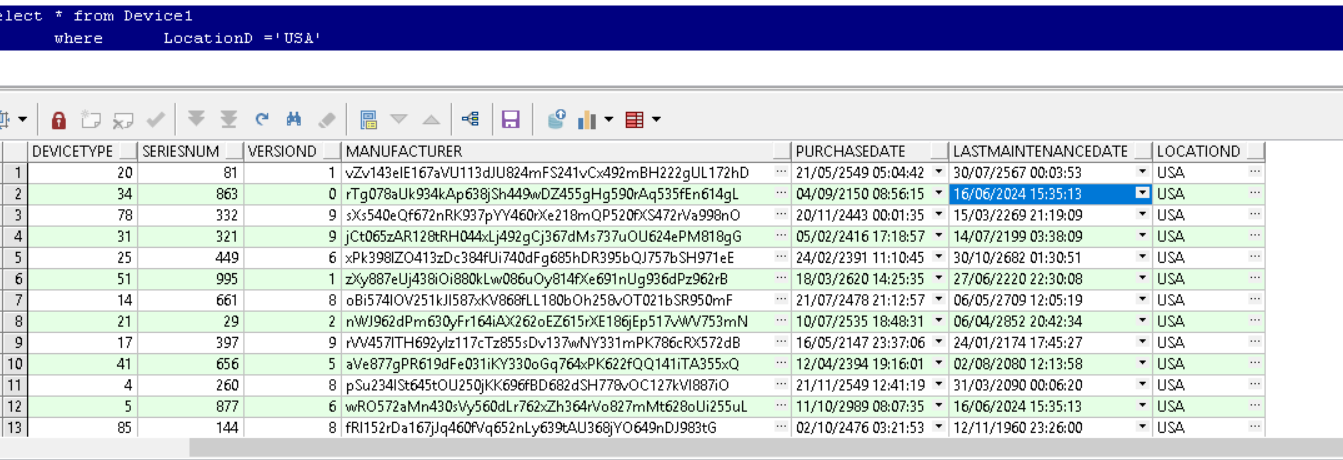 elect * from Device1
where LocationD ='USA'
DEVICETYPE SERIESNUM VERSIOND MANUFACTURER PURCHASEDATE LASTMAINTENANCEDATE LOCATIOND
1 20 81 1 vZv143eIE167aVU113dJU824mFS241vCx492mBH222gUL172hD 21/05/2549 05:04:42 30/07/2567 00:03:53 USA
2 34 863 0 rTg078aUk934kAp638jSh449wDZ455gHg590rAq535fEn614gL 04/09/2150 08:56:15 16/06/2024 15:35:13 USA
3 78 332 9 sXs540eQf672nRK937pYY460rXe218mQP520fXS472rVa998nO 20/11/2443 00:01:35 15/03/2269 21:19:09 USA
4 31 321 9 jCt065zAR128tRH044xLj492gCj367dMs737uOU624ePM818gG 05/02/2416 17:18:57 14/07/2199 03:38:09 USA
5 25 449 6 xPk398IZO413zDc384fUi740dFg685hDR395bQJ757bSH971eE 24/02/2391 11:10:45 30/10/2682 01:30:51 USA
6 51 995 1 zXy887eUj438iOi880kLw086uOy814fXe691nUg936dPz962rB 18/03/2620 14:25:35 27/06/2220 22:30:08 USA
7 14 661 8 oBi574IOV251kJI587xKV868fLL180bOh258vOT021bSR950mF 21/07/2478 21:12:57 06/05/2709 12:05:19 USA
8 21 29 2 nWJ962dPm630yFr164iAX262oEZ615rXE186jEp517vWV753mN 10/07/2535 18:48:31 06/04/2852 20:42:34 USA
9 17 397 9 rVV457ITH692yIz117cTz855sDv137wNY331mPK786cRX572dB 16/05/2147 23:37:06 24/01/2174 17:45:27 USA
10 41 656 5 aVe877gPR619dFe031iKY330oGq764xPK622fQQ141iTA355xQ 12/04/2394 19:16:01 02/08/2080 12:13:58 USA
11 4 260 8 pSu234ISt645tOU250jKK696fBD682dSH778vOC127kVI887iO 21/11/2549 12:41:19 31/03/2090 00:06:20 USA
12 5 877 6 wRO572aMn430sVy560dLr762xZh364rVo827mMt628oUi255uL 11/10/2989 08:07:35 16/06/2024 15:35:13 USA
13 85 144 8 fRI152rDa167jJq460fVq652nLy639tAU368jYO649nDJ983tG 02/10/2476 03:21:53 12/11/1960 23:26:00 USA